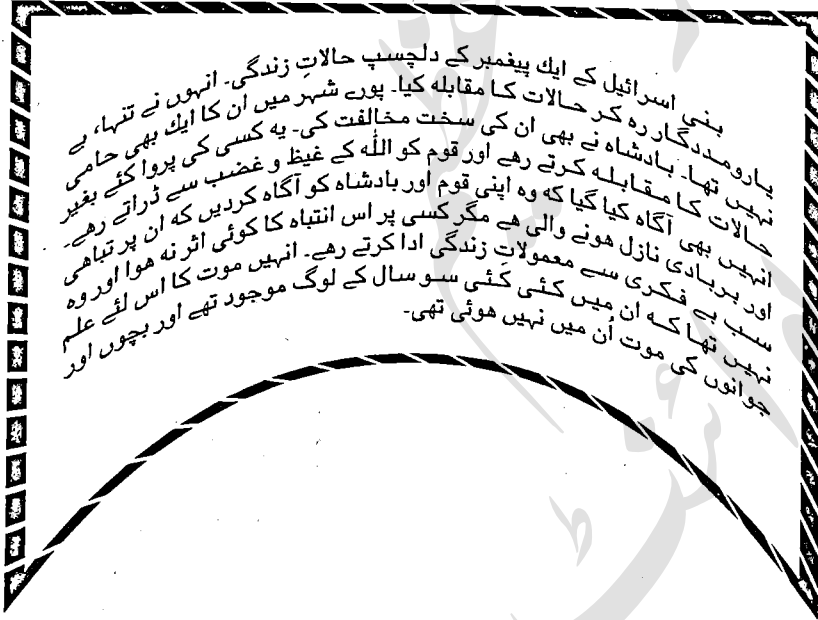 بنی اسرائیل کے ایک پیغمبر کے دلچسپ حالاتِ زندگی۔ انہوں نے تنہا، بے
یارومددگار رہ کر حالات کا مقابلہ کیا۔ پورے شہر میں ان کا ایک بھی حامی
نہیں تھا۔ بادشاہ نے بھی ان کی سخت مخالفت کی۔ یہ کسی کی پروا کئے بغیر
حالات کا مقابلہ کرتے رہے اور قوم کو اللّٰہ کے غیظ و غضب سے ڈراتے رہے۔
انہیں بھی آگاہ کیا گیا کہ وہ اپنی قوم اور بادشاہ کو آگاہ کردیں کہ ان پر تباہی
اور بربادی نازل ہونے والی ہے مگر کسی پر اس انتباہ کا کوئی اثر نہ ہوا اور وہ
سب بے فکری سے معمولاتِ زندگی ادا کرتے رہے۔ انہیں موت کا اس لئے علم
نہیں تھا کہ ان میں کئی کئی سو سال کے لوگ موجود تھے اور بچوں اور
جوانوں کی موت اُن میں نہیں ہوئی تھی۔